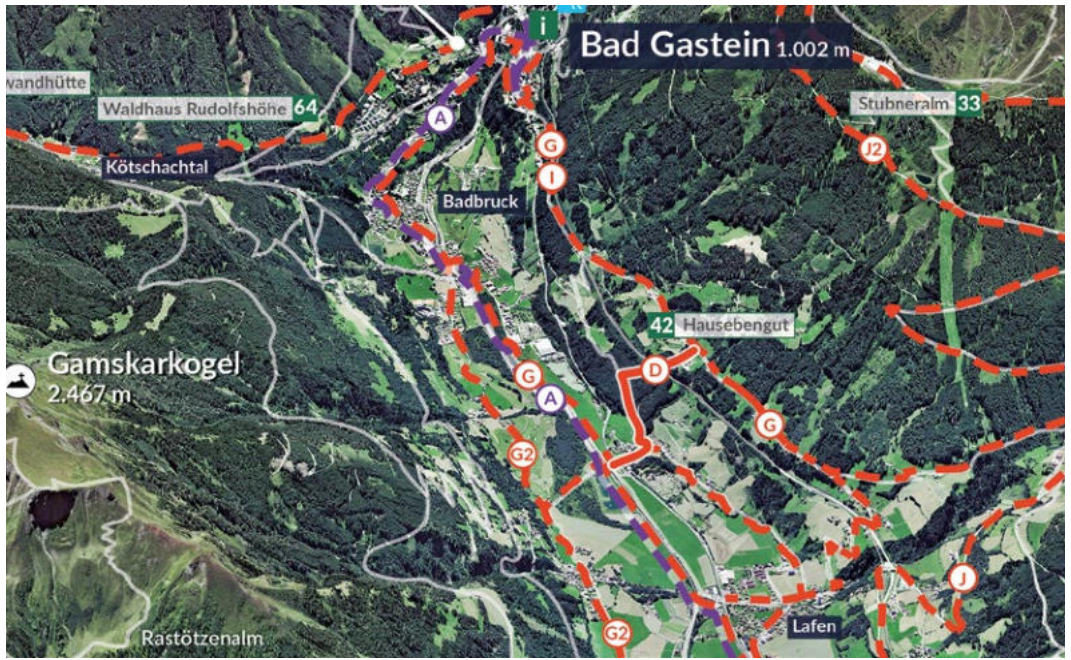 i
Bad Gastein 1.002 m
wandhütte
Waldhaus Rudolfshöhe 64
Stubneralm 33
A
G
J2
Kötschachtal
I
Badbruck
42 Hausebengut
Gamskarkogel
2.467 m
D
G
A
G
G2
J
G2
Lafen
Rastötzenalm